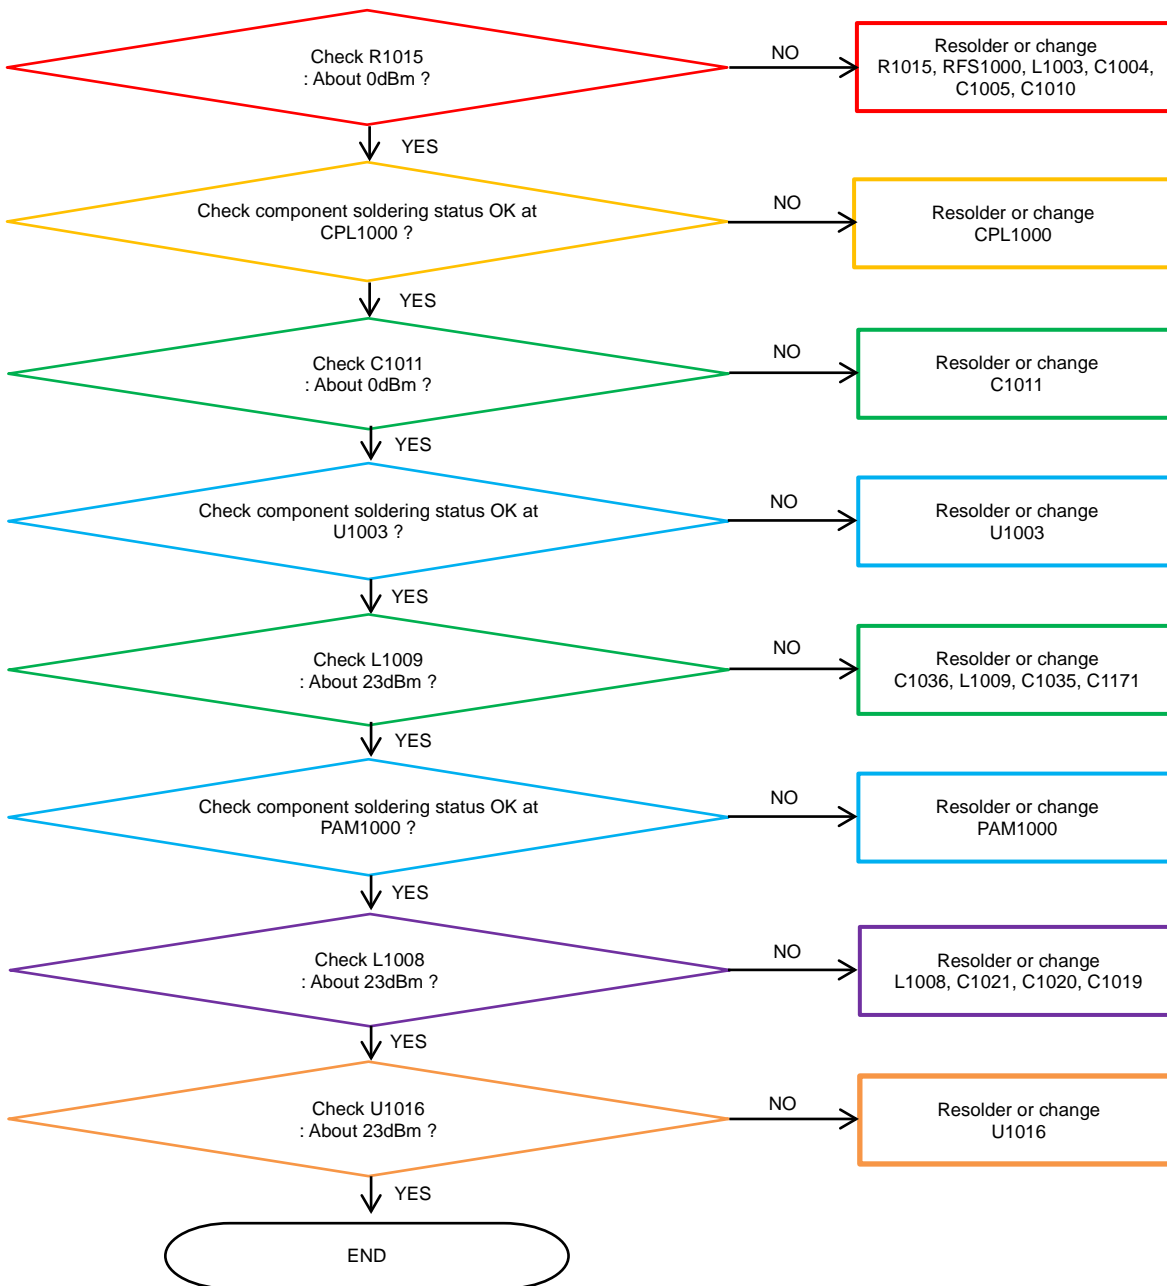 Check R1015
: About 0dBm ?
NO
Resolder or change
R1015, RFS1000, L1003, C1004,
C1005, C1010
YES
Check component soldering status OK at
CPL1000 ?
NO
Resolder or change
CPL1000
YES
Check C1011
: About 0dBm ?
NO
Resolder or change
C1011
YES
Check component soldering status OK at
U1003 ?
NO
Resolder or change
U1003
YES
Check L1009
: About 23dBm ?
NO
Resolder or change
C1036, L1009, C1035, C1171
YES
Check component soldering status OK at
PAM1000 ?
NO
Resolder or change
PAM1000
YES
Check L1008
: About 23dBm ?
NO
Resolder or change
L1008, C1021, C1020, C1019
YES
Check U1016
: About 23dBm ?
NO
Resolder or change
U1016
YES
END